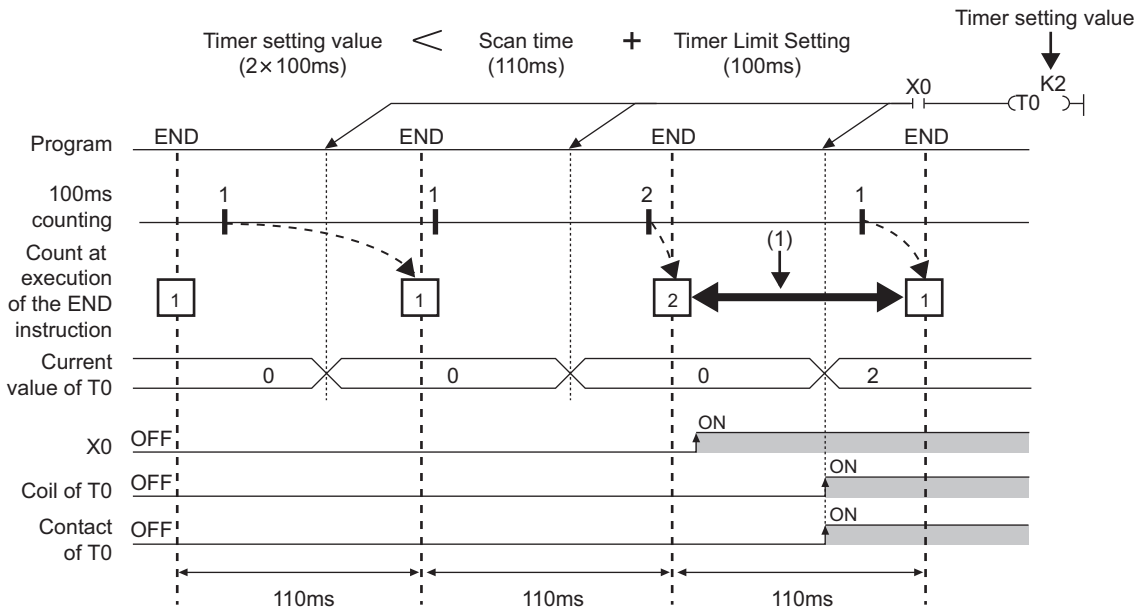 Timer setting value
Timer setting value < Scan time + Timer Limit Setting
(2×100ms) (110ms) (100ms)
X0 K2
T0
Program END END END END
100ms counting 1 1 2 1
Count at execution of the END instruction 1 1 2 1
(1)
Current value of T0 0 0 0 2
X0 OFF ON
Coil of T0 OFF ON
Contact of T0 OFF ON
110ms 110ms 110ms